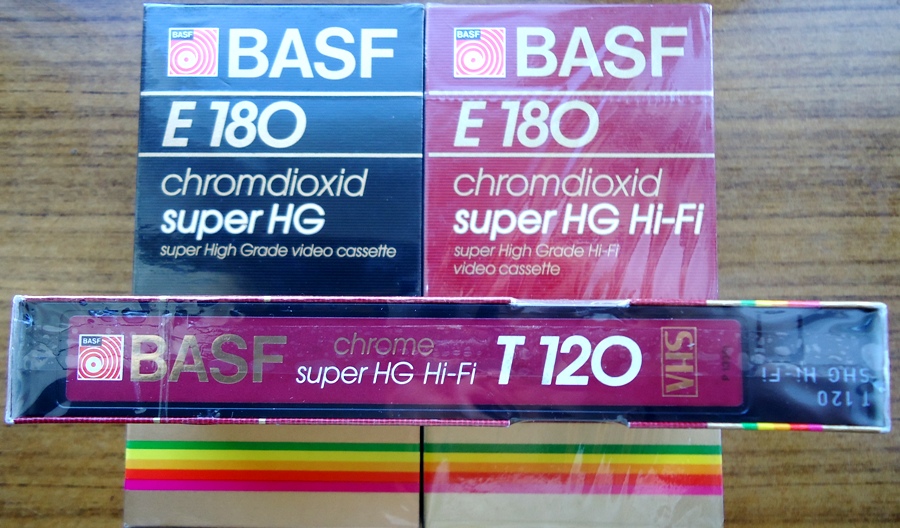 BASF
BASF
E 180
chromdioxid
super HG
super High Grade video cassette
BASF
BASF
E 180
chromdioxid
super HG Hi-Fi
super High Grade Hi-Fi
video cassette
BASF
BASF
chrome
super HG Hi-Fi
T 120
VHS
T 120
SHG Hi-Fi